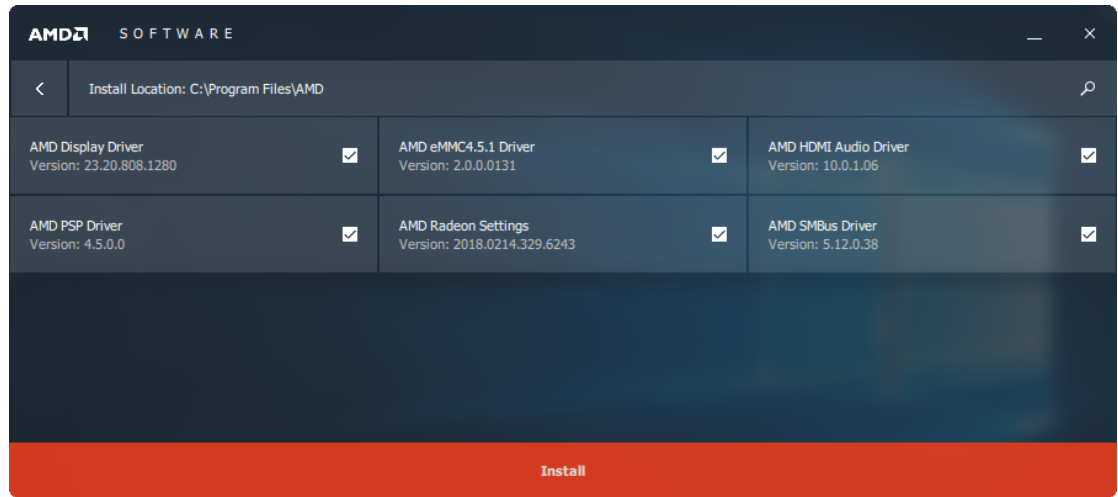 AMD SOFTWARE
Install Location: C:\Program Files\AMD
AMD Display Driver
Version: 23.20.808.1280
AMD eMMC4.5.1 Driver
Version: 2.0.0.0131
AMD HDMI Audio Driver
Version: 10.0.1.06
AMD PSP Driver
Version: 4.5.0.0
AMD Radeon Settings
Version: 2018.0214.329.6243
AMD SMBus Driver
Version: 5.12.0.38
Install